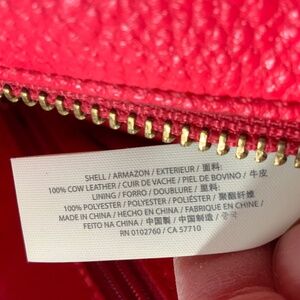 SHELL / ARMAZON / EXTERIEUR / 面料:
100% COW LEATHER / CUIR DE VACHE / PIEL DE BOVINO / 牛皮
LINING / FORRO / DOUBLURE / 里料:
100% POLYESTER / POLYESTER / POLIÉSTER / 聚酯纤维
MADE IN CHINA / HECHO EN CHINA / FABRIQUE EN CHINE /
FEITO NA CHINA / 中國製 / 中国制造 / 중국
RN 0102760 / CA 57710